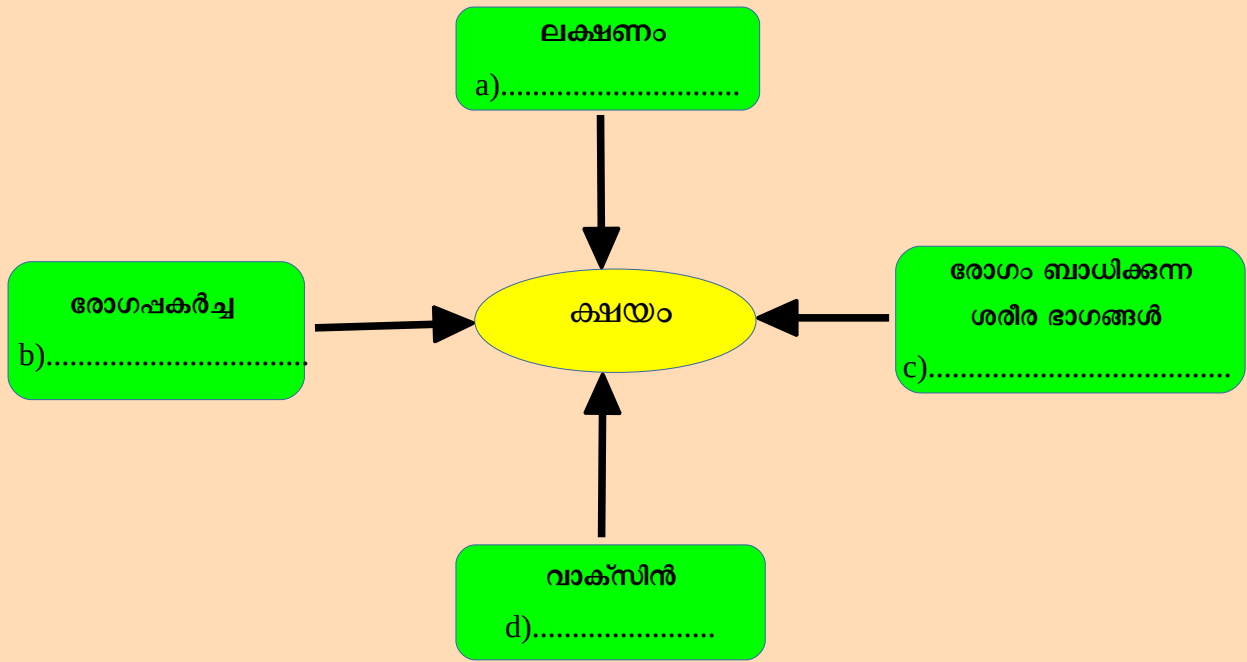 ലക്ഷണം
a)..............................
രോഗപ്പകർച്ച
b).................................
ക്ഷയം
രോഗം ബാധിക്കുന്ന
ശരീര ഭാഗങ്ങൾ
c)......................................
വാക്സിൻ
d).......................